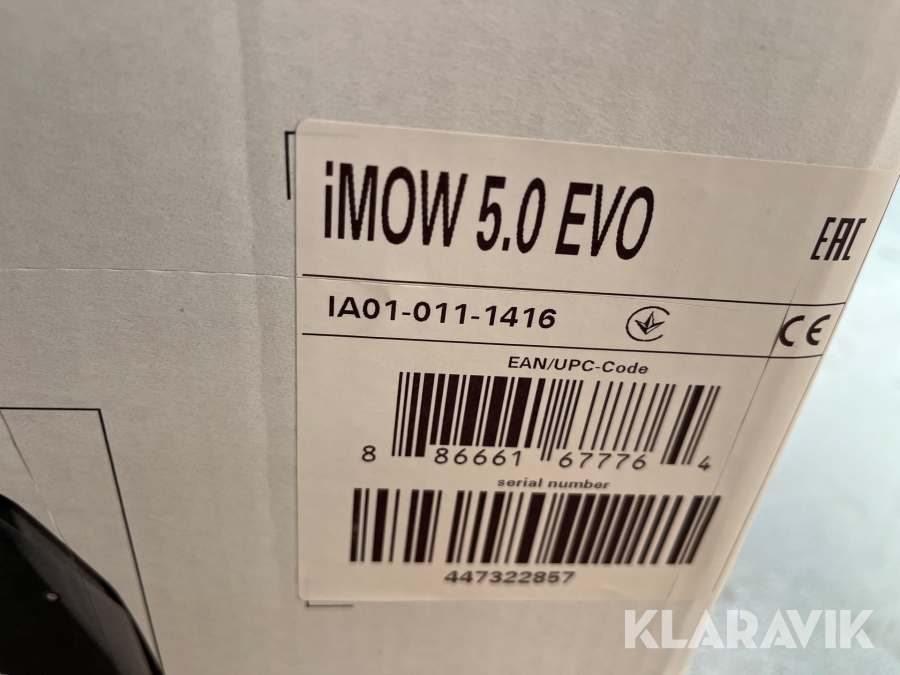 iMOW 5.0 EVO
EAC
IA01-011-1416
CE
EAN/UPC-Code
8 86661 67776 4
serial number
447322857
KLARAVIK